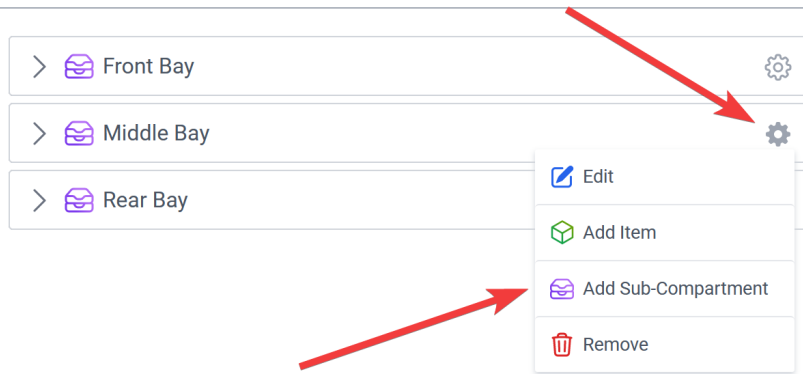 Front Bay
Middle Bay
Rear Bay
Edit
Add Item
Add Sub-Compartment
Remove